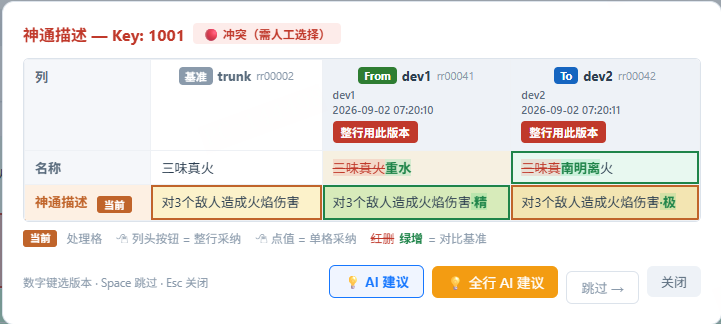 神通描述 — Key: 1001 冲突（需人工选择）
列 基准 trunk rr00002 From dev1 rr00041 To dev2 rr00042
dev1 dev2
2026-09-02 07:20:10 2026-09-02 07:20:11
整行用此版本 整行用此版本
名称 三味真火 三味真火重水 三味真南明离火
神通描述 当前 对3个敌人造成火焰伤害 对3个敌人造成火焰伤害·精 对3个敌人造成火焰伤害·极
当前 处理格 列头按钮 = 整行采纳 点值 = 单格采纳 红删 绿增 = 对比基准
数字键选版本 · Space 跳过 · Esc 关闭 AI 建议 全行 AI 建议 跳过 → 关闭